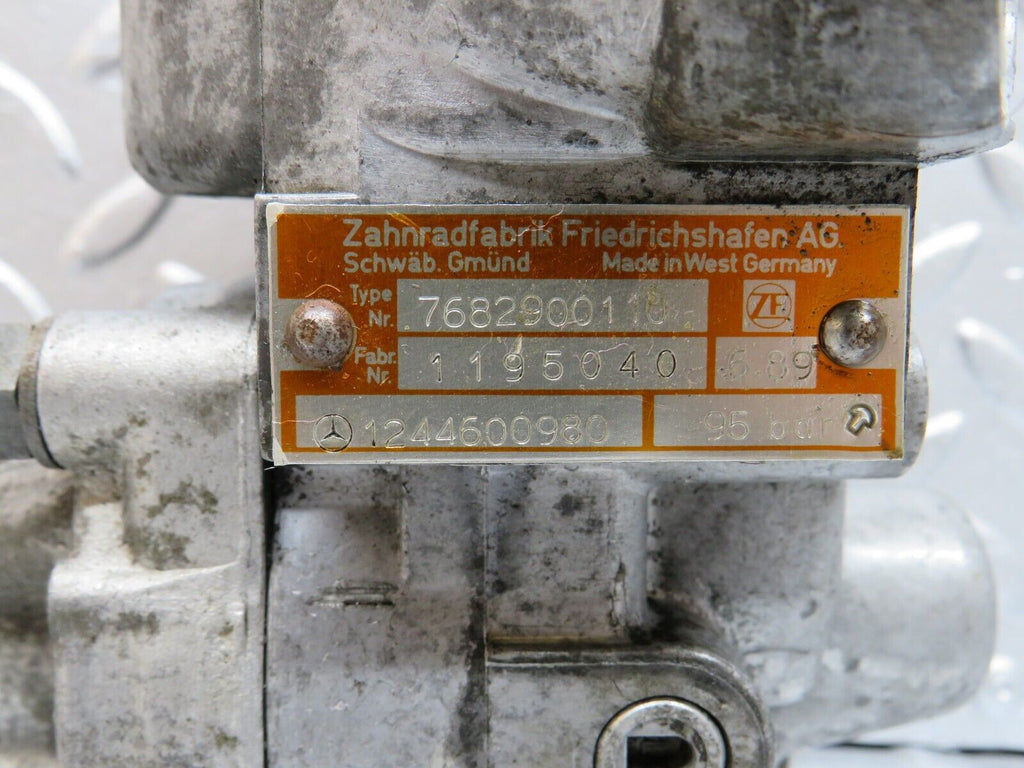 Zahnradfabrik Friedrichshafen AG.
Schwäb. Gmünd Made in West Germany
Type Nr. 7682900110 ZF
Fabr. Nr. 1195040 6 89
1244600980 95 bar